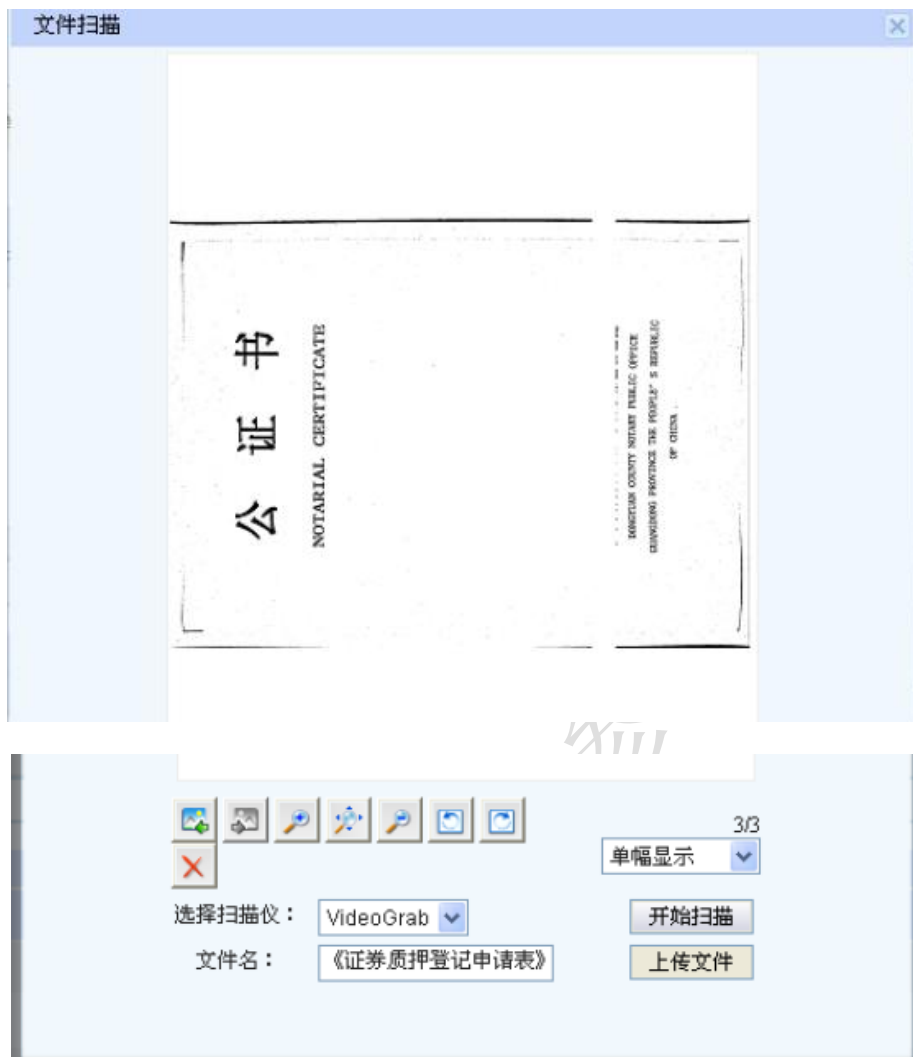 文件扫描
公证书
NOTARIAL CERTIFICATE
DONGYUAN COUNTY NOTARY PUBLIC OFFICE
GUANGDONG PROVINCE THE PEOPLE' S REPUBLIC
OF CHINA
3/3
单幅显示
选择扫描仪：
VideoGrab
开始扫描
文件名：
《证券质押登记申请表》
上传文件